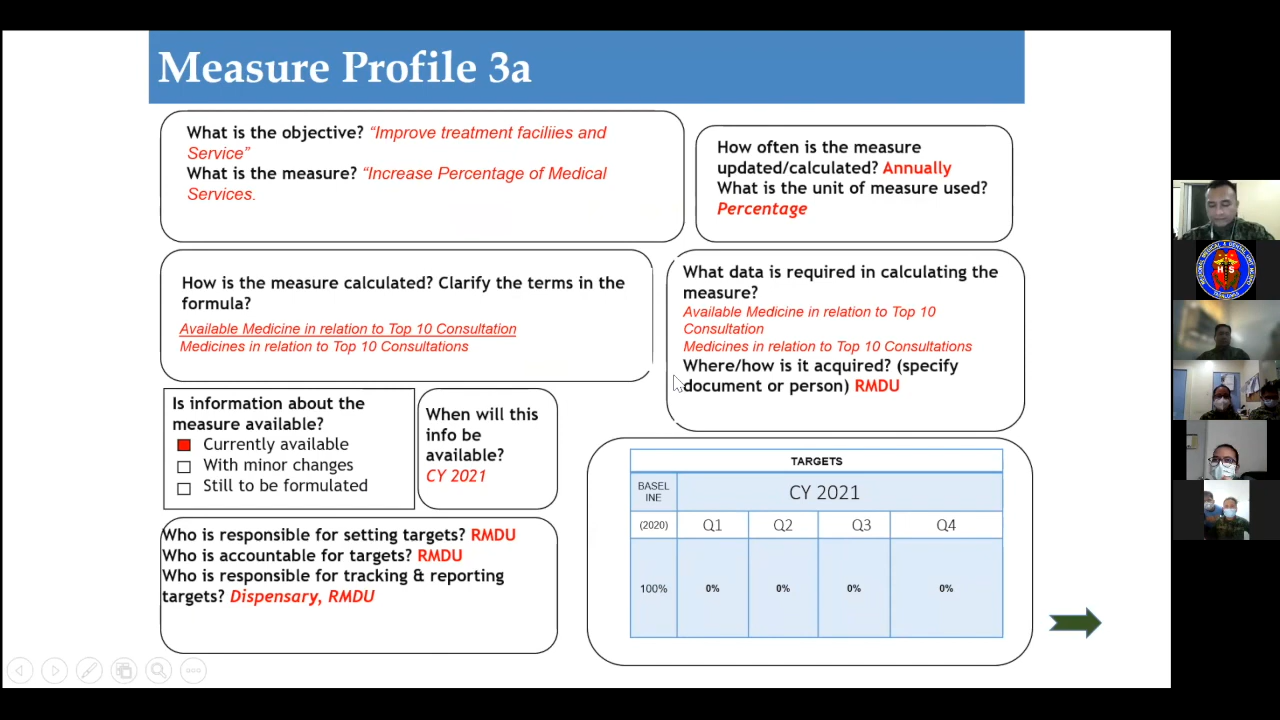 Measure Profile 3a
What is the objective? “Improve treatment faciliies and
Service”
What is the measure? “Increase Percentage of Medical
Services.
How often is the measure
updated/calculated? Annually
What is the unit of measure used?
Percentage
How is the measure calculated? Clarify the terms in the
formula?
Available Medicine in relation to Top 10 Consultation
Medicines in relation to Top 10 Consultations
What data is required in calculating the
measure?
Available Medicine in relation to Top 10
Consultation
Medicines in relation to Top 10 Consultations
Where/how is it acquired? (specify
document or person) RMDU
Is information about the
measure available?
Currently available
With minor changes
Still to be formulated
When will this
info be
available?
CY 2021
Who is responsible for setting targets? RMDU
Who is accountable for targets? RMDU
Who is responsible for tracking & reporting
targets? Dispensary, RMDU
TARGETS
BASEL
INE
CY 2021
(2020) Q1 Q2 Q3 Q4
100% 0% 0% 0% 0%